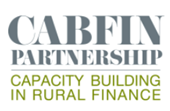 CABFIN
PARTNERSHIP
CAPACITY BUILDING
IN RURAL FINANCE